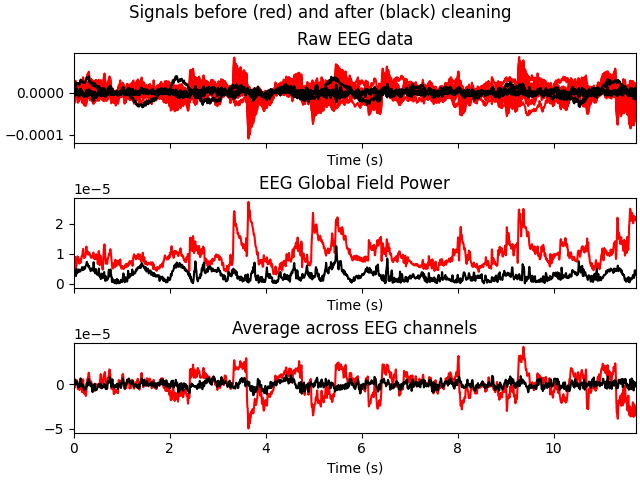 Signals before (red) and after (black) cleaning
Raw EEG data
0.0000
−0.0001
Time (s)
EEG Global Field Power
1e−5
2
1
0
Time (s)
Average across EEG channels
1e−5
0
−5
0 2 4 6 8 10
Time (s)